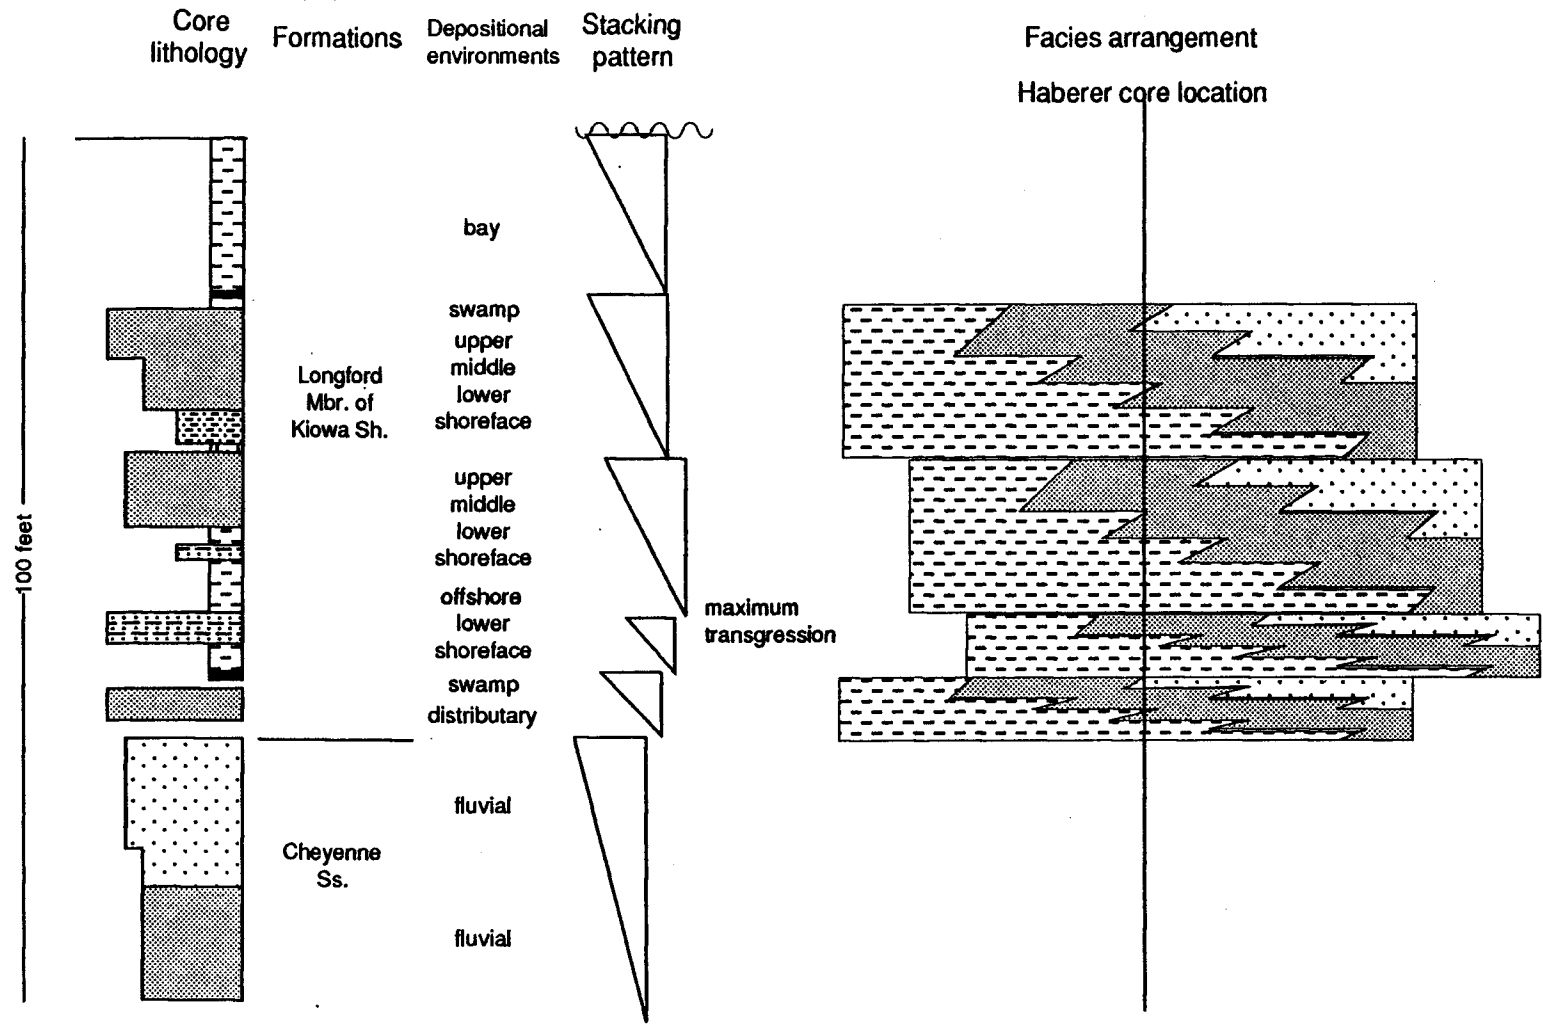 Core
lithology
Formations
Depositional
environments
Stacking
pattern
Facies arrangement
Haberer core location
100 feet
bay
swamp
upper
middle
lower
shoreface
Longford
Mbr. of
Kiowa Sh.
upper
middle
lower
shoreface
offshore
lower
shoreface
maximum
transgression
swamp
distributary
fluvial
Cheyenne
Ss.
fluvial